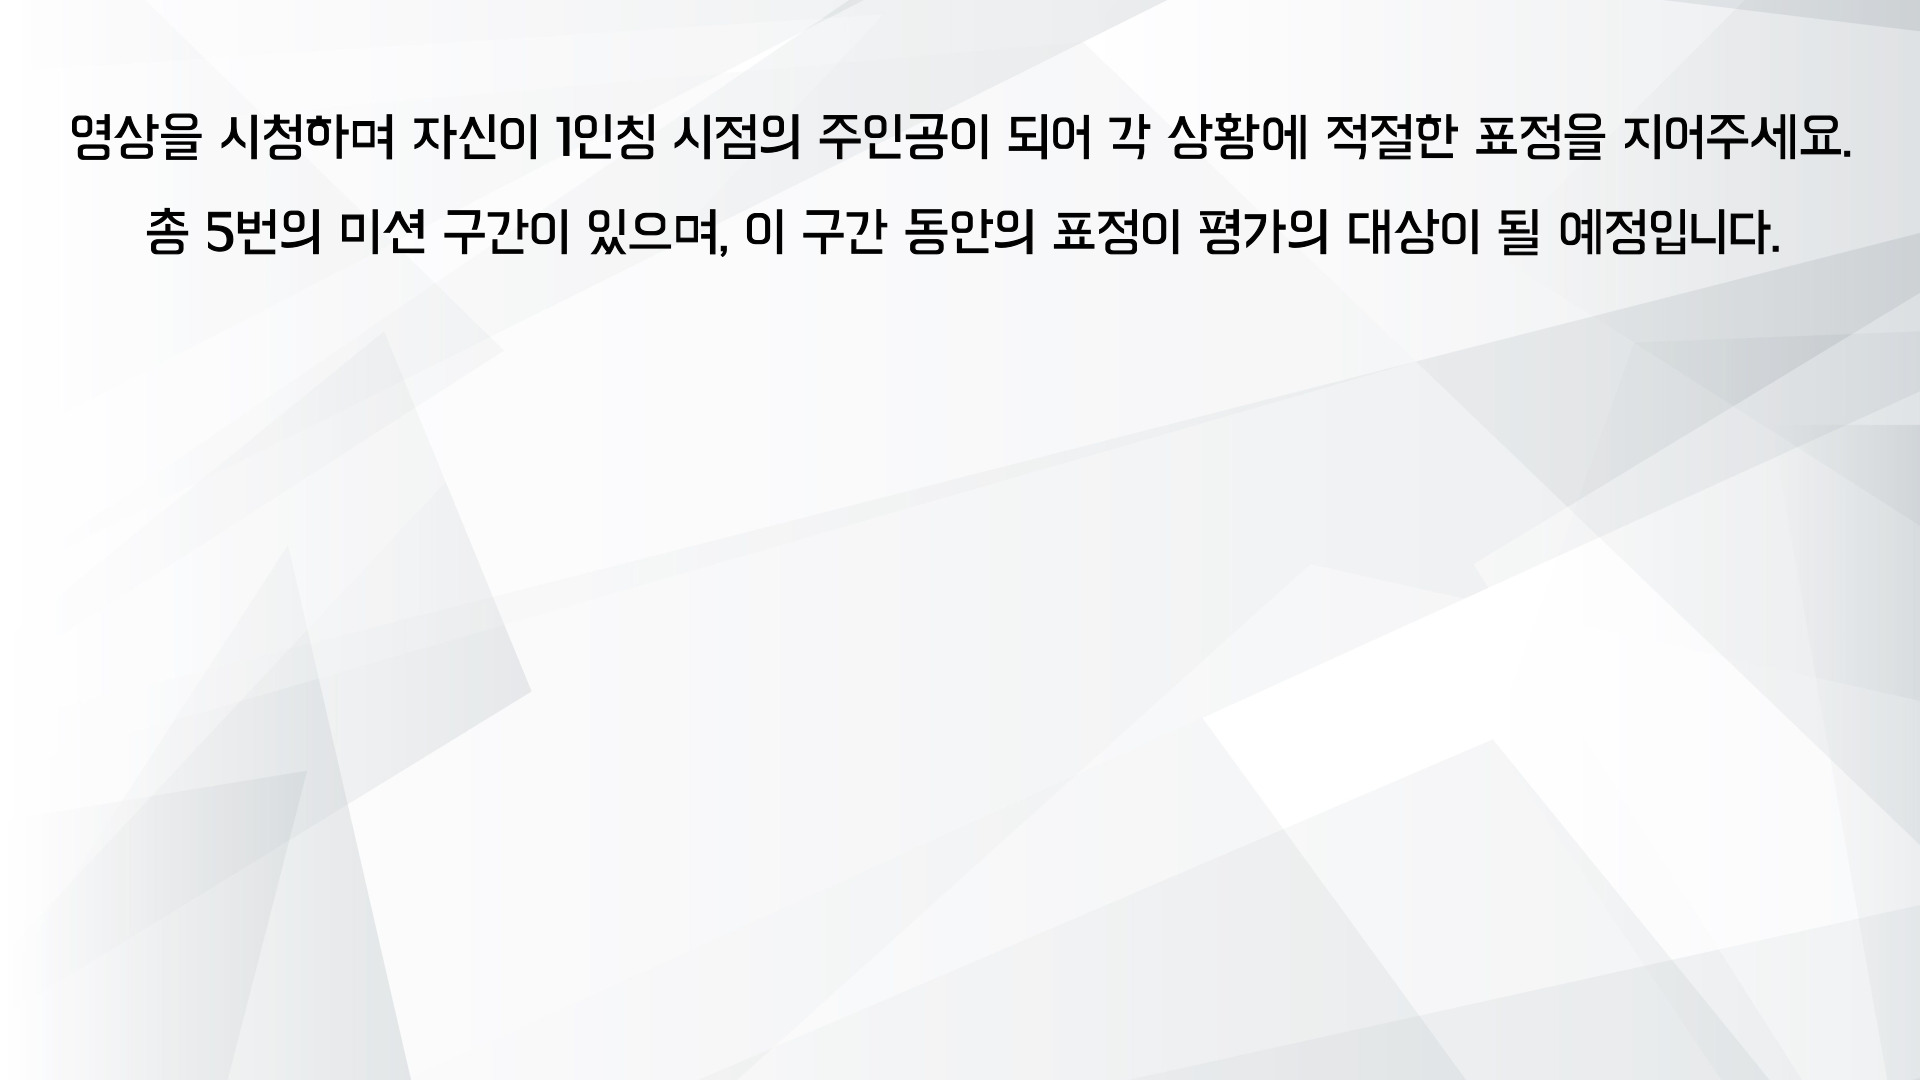 영상을 시청하며 자신이 1인칭 시점의 주인공이 되어 각 상황에 적절한 표정을 지어주세요.
총 5번의 미션 구간이 있으며, 이 구간 동안의 표정이 평가의 대상이 될 예정입니다.